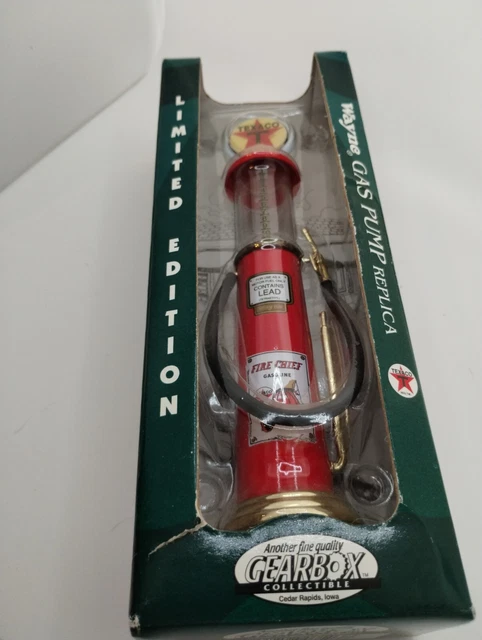 LIMITED EDITION
Wayne GAS PUMP REPLICA
TEXACO
T
CONTAINS
LEAD
FIRE-CHIEF
GASOLINE
TEXACO
Another fine quality
GEARBOX
COLLECTIBLE
Cedar Rapids, Iowa